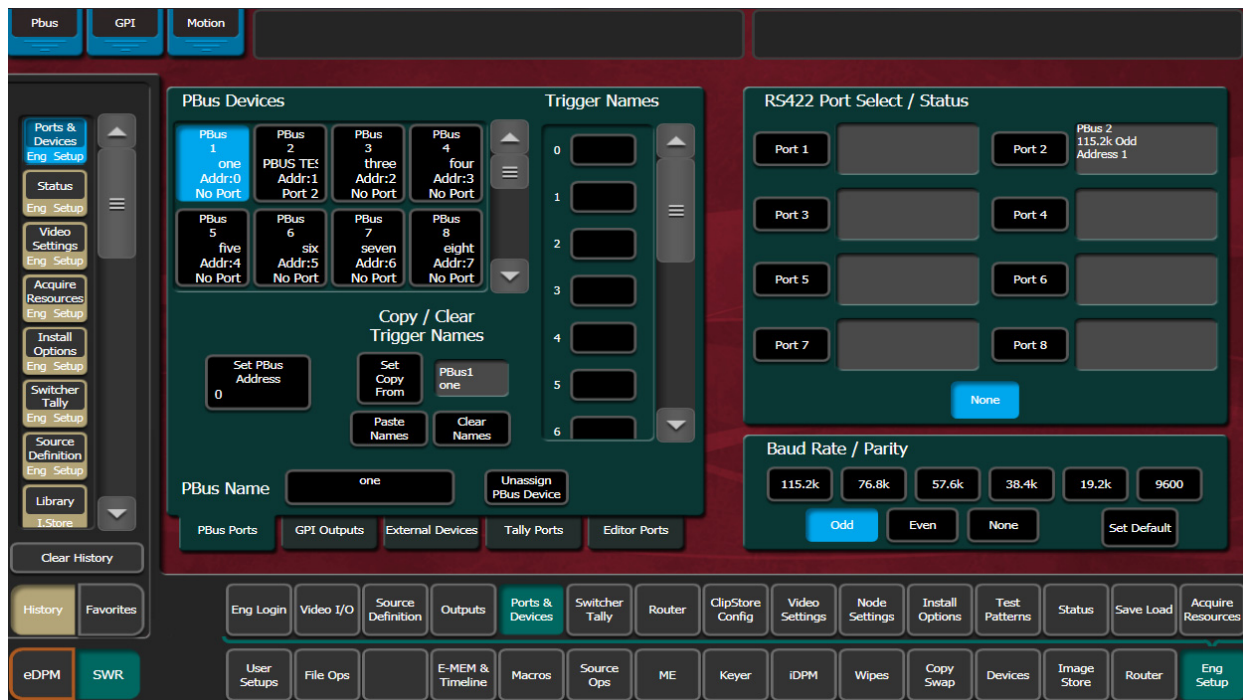 Pbus
GPI
Motion
Ports &
Devices
Eng Setup
Status
Eng Setup
Video
Settings
Eng Setup
Acquire
Resources
Eng Setup
Install
Options
Eng Setup
Switcher
Tally
Eng Setup
Source
Definition
Eng Setup
Library
I.Store
Clear History
History
Favorites
eDPM
SWR
PBus Devices
PBus
1
one
Addr:0
No Port
PBus
2
PBUS TES
Addr:1
Port 2
PBus
3
three
Addr:2
No Port
PBus
4
four
Addr:3
No Port
PBus
5
five
Addr:4
No Port
PBus
6
six
Addr:5
No Port
PBus
7
seven
Addr:6
No Port
PBus
8
eight
Addr:7
No Port
Trigger Names
0
1
2
3
4
5
6
Copy / Clear
Trigger Names
Set PBus
Address
0
Set
Copy
From
PBus1
one
Paste
Names
Clear
Names
PBus Name
one
Unassign
PBus Device
PBus Ports
GPI Outputs
External Devices
Tally Ports
Editor Ports
RS422 Port Select / Status
Port 1
Port 2
PBus 2
115.2k Odd
Address 1
Port 3
Port 4
Port 5
Port 6
Port 7
Port 8
None
Baud Rate / Parity
115.2k
76.8k
57.6k
38.4k
19.2k
9600
Odd
Even
None
Set Default
Eng Login
Video I/O
Source
Definition
Outputs
Ports &
Devices
Switcher
Tally
Router
ClipStore
Config
Video
Settings
Node
Settings
Install
Options
Test
Patterns
Status
Save Load
Acquire
Resources
User
Setups
File Ops
E-MEM &
Timeline
Macros
Source
Ops
ME
Keyer
iDPM
Wipes
Copy
Swap
Devices
Image
Store
Router
Eng
Setup